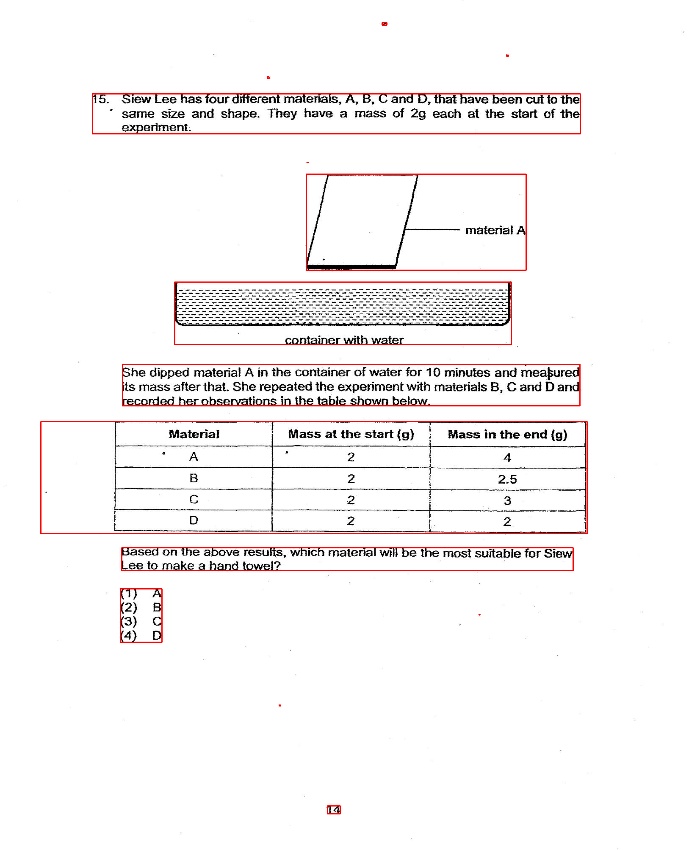 15. Siew Lee has four different materials, A, B, C and D, that have been cut to the
same size and shape. They have a mass of 2g each at the start of the
experiment.
material A
container with water
She dipped material A in the container of water for 10 minutes and measured
its mass after that. She repeated the experiment with materials B, C and D and
recorded her observations in the table shown below.
Material Mass at the start (g) Mass in the end (g)
A 2 4
B 2 2.5
C 2 3
D 2 2
Based on the above results, which material will be the most suitable for Siew
Lee to make a hand towel?
(1) A
(2) B
(3) C
(4) D
14